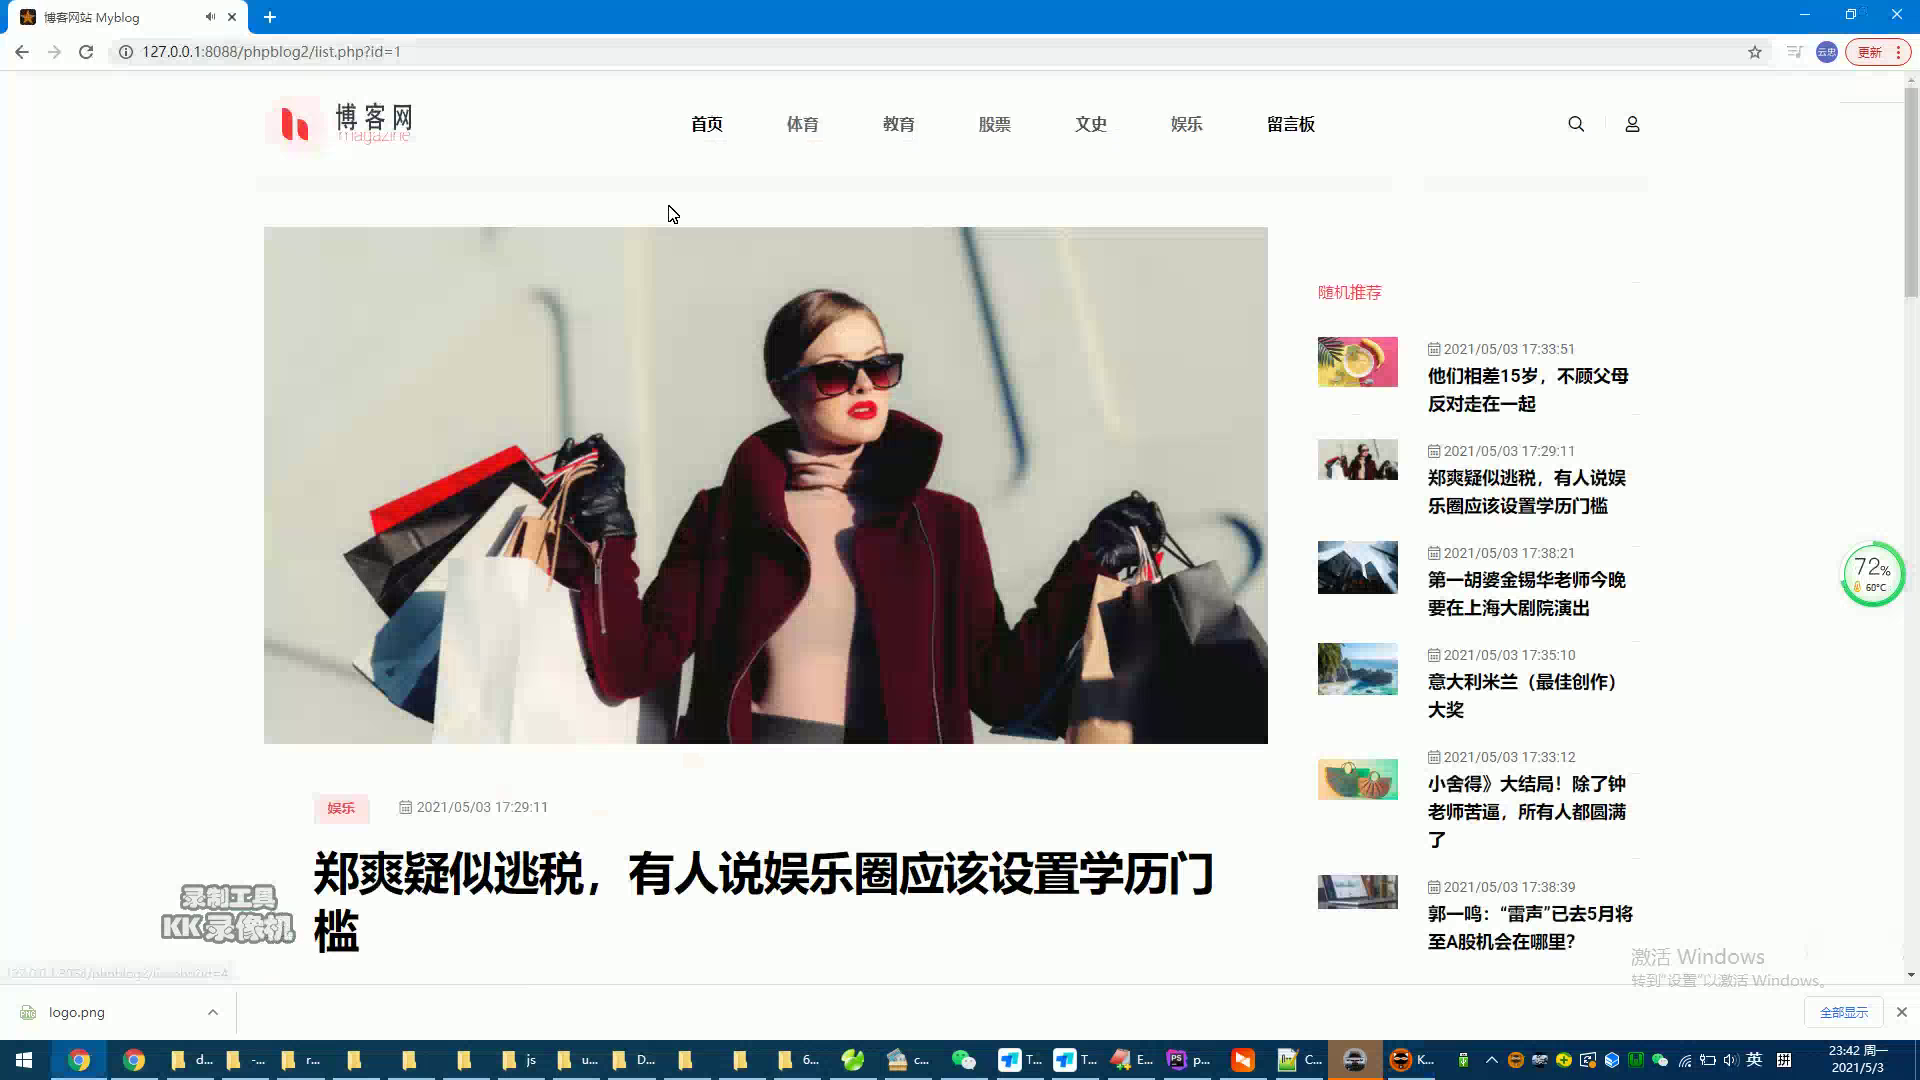 博客网站 Myblog
127.0.0.1:8088/phpblog2/list.php?id=1
云忠
更新
博客网
magazine
首页
体育
教育
股票
文史
娱乐
留言板
随机推荐
2021/05/03 17:33:51
他们相差15岁，不顾父母
反对走在一起
2021/05/03 17:29:11
郑爽疑似逃税，有人说娱
乐圈应该设置学历门槛
2021/05/03 17:38:21
第一胡婆金锡华老师今晚
要在上海大剧院演出
2021/05/03 17:35:10
意大利米兰（最佳创作）
大奖
2021/05/03 17:33:12
小舍得》大结局！除了钟
老师苦逼，所有人都圆满
了
2021/05/03 17:38:39
郭一鸣：“雷声”已去5月将
至A股机会在哪里？
72%
60°C
娱乐
2021/05/03 17:29:11
郑爽疑似逃税，有人说娱乐圈应该设置学历门
槛
录制工具
KK录像机
激活 Windows
转到"设置"以激活 Windows。
logo.png
全部显示
d...
-...
r...
js
u...
D...
6...
c...
T...
T...
E...
p...
C...
K...
英
拼
23:42 周一
2021/5/3